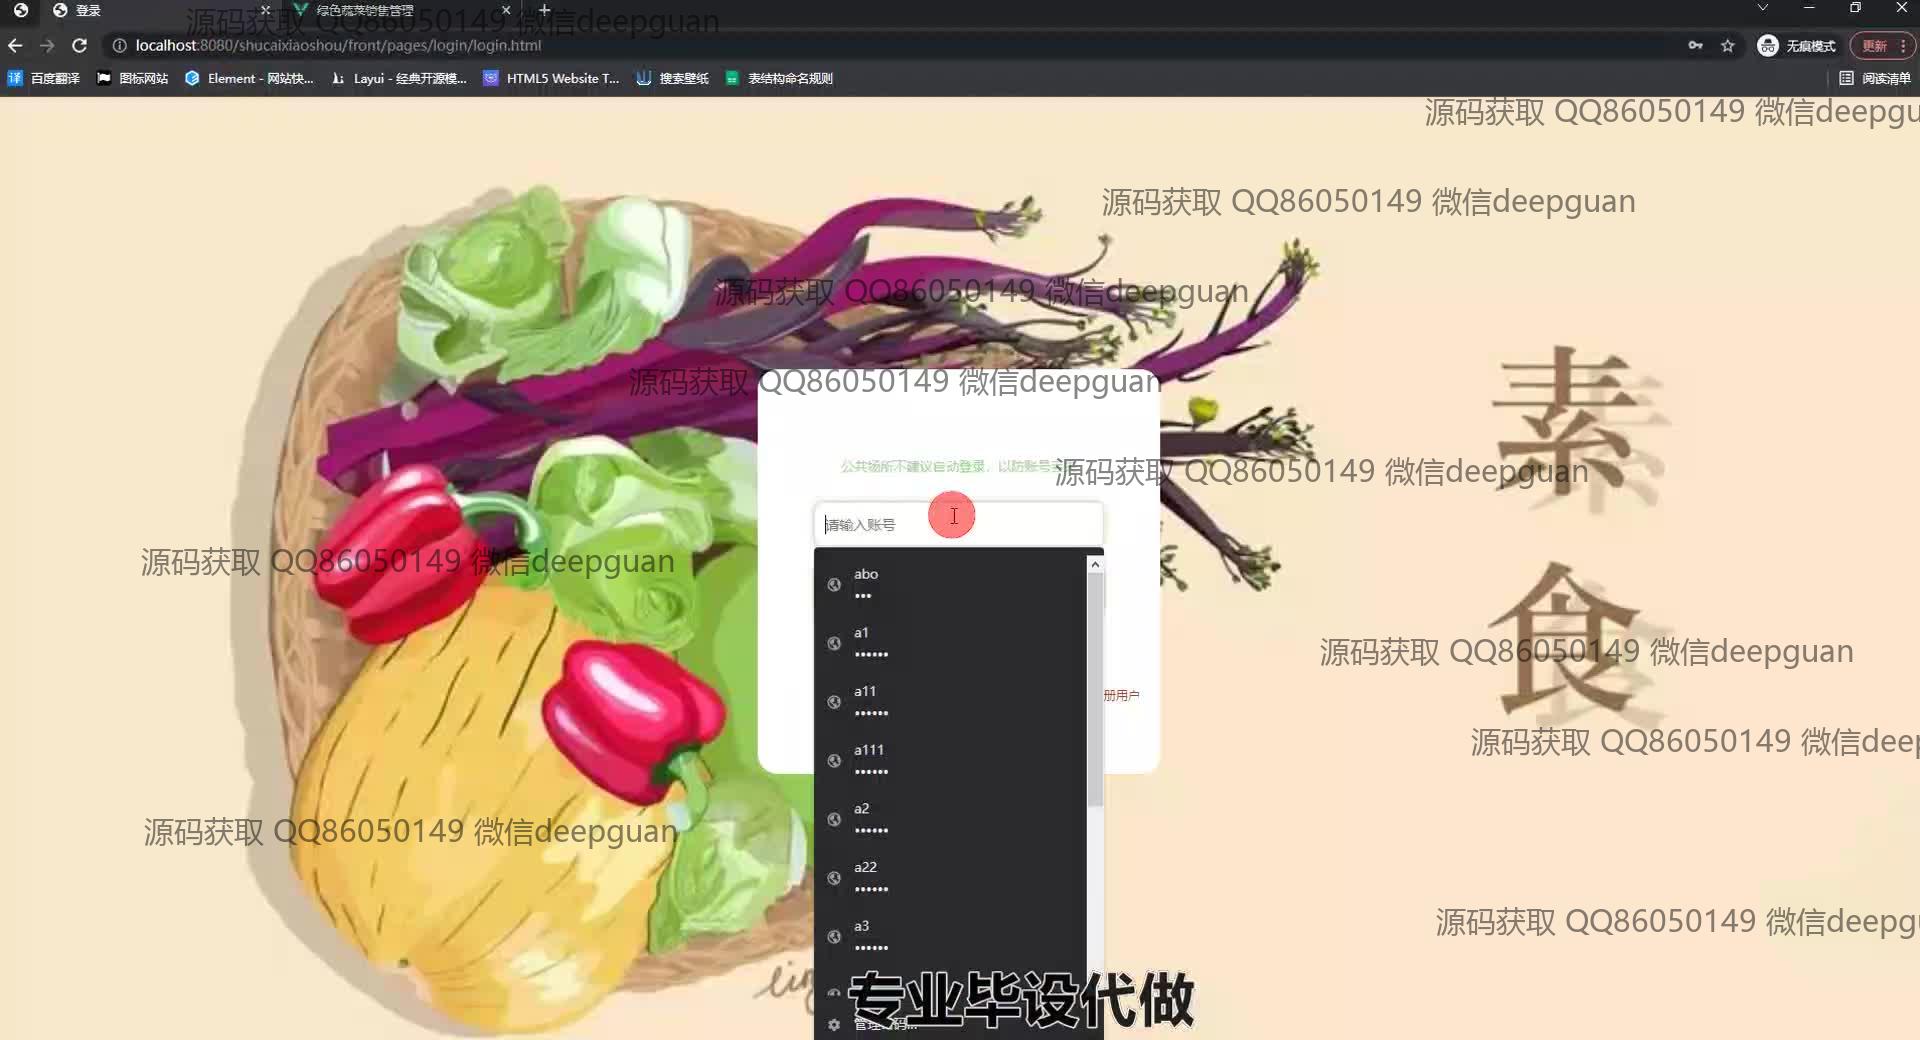 登录
绿色蔬菜销售管理
源码获取 QQ86050149 微信deepguan
localhost:8080/shucaixiaoshou/front/pages/login/login.html
无痕模式
更新
百度翻译
图标网站
Element - 网站快...
Layui - 经典开源模...
HTML5 Website T...
搜索壁纸
表结构命名规则
阅读清单
源码获取 QQ86050149 微信deepgu
源码获取 QQ86050149 微信deepguan
源码获取 QQ86050149 微信deepguan
素食
源码获取 QQ86050149 微信deepguan
公共场所不建议自动登录，以防账号
源码获取 QQ86050149 微信deepguan
请输入账号
源码获取 QQ86050149 微信deepguan
abo
•••
a1
••••••
源码获取 QQ86050149 微信deepguan
a11
••••••
册用户
a111
••••••
源码获取 QQ86050149 微信deep
a2
••••••
源码获取 QQ86050149 微信deepguan
a22
••••••
a3
••••••
源码获取 QQ86050149 微信deepg
专业毕设代做
管理密码...